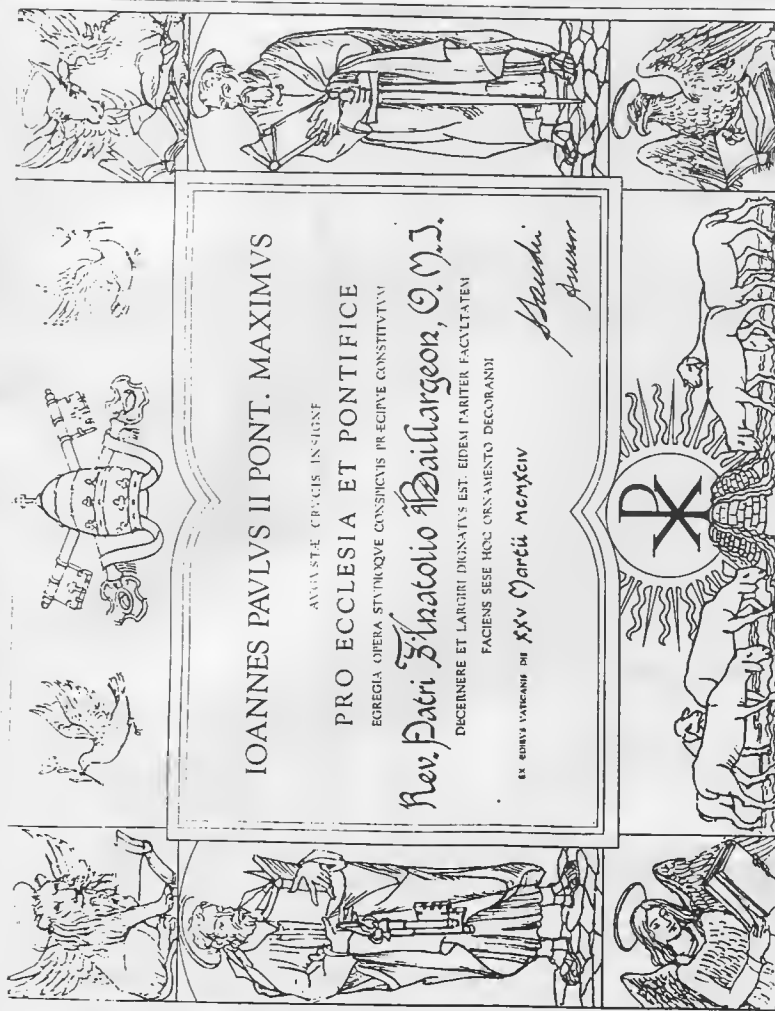 IOANNES PAVLVS II PONT. MAXIMVS
AVGVSTÆ CRVCIS INSIGNE
PRO ECCLESIA ET PONTIFICE
EGREGIA OPERA STVDIOQVE CONSPICVIS PRÆCIPVE CONSTITVTVM
Rev. Patri Anatolio Baillargeon, O.M.I.
DECERNERE ET LARGIRI DIGNATVS EST. EIDEM PARITER FACVLTATEM
FACIENS SESE HOC ORNAMENTO DECORANDI
EX EDIBVS VATICANIS DIE XXV Martii MCMXCIV